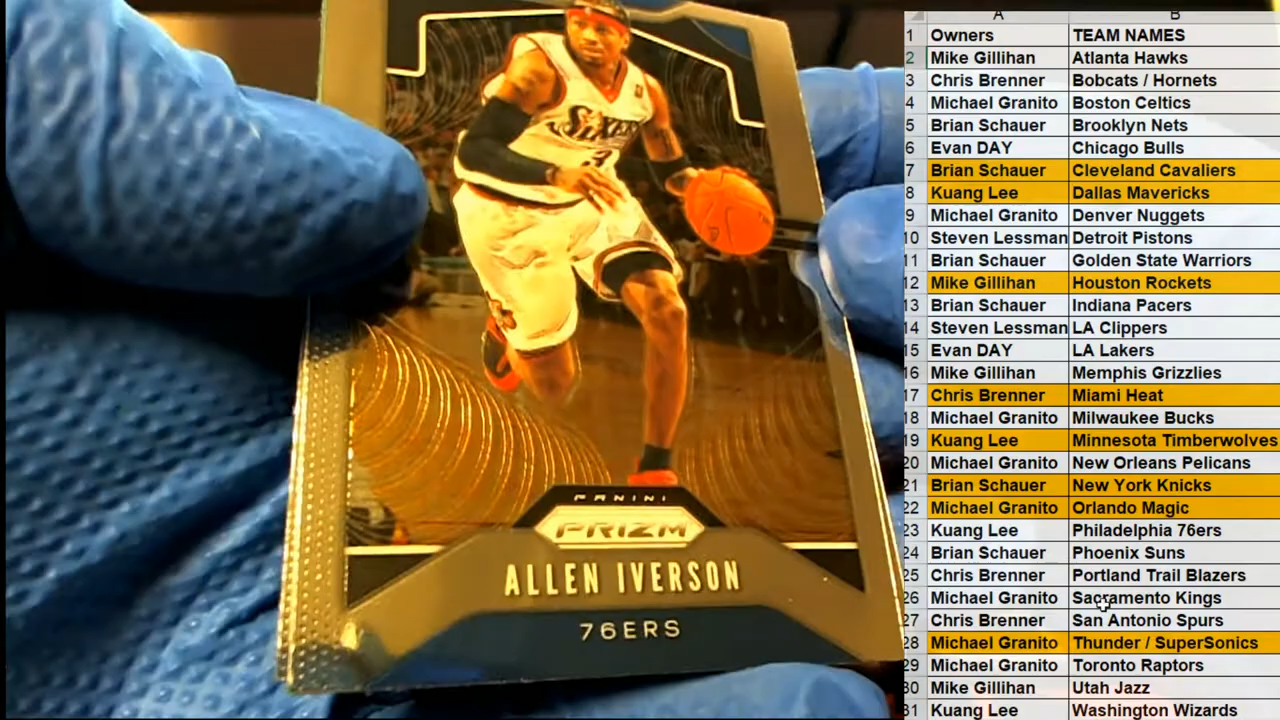 SIXERS
3
PANINI
PRIZM
ALLEN IVERSON
76ERS
A B
1 Owners TEAM NAMES
2 Mike Gillihan Atlanta Hawks
3 Chris Brenner Bobcats / Hornets
4 Michael Granito Boston Celtics
5 Brian Schauer Brooklyn Nets
6 Evan DAY Chicago Bulls
7 Brian Schauer Cleveland Cavaliers
8 Kuang Lee Dallas Mavericks
9 Michael Granito Denver Nuggets
10 Steven Lessman Detroit Pistons
11 Brian Schauer Golden State Warriors
12 Mike Gillihan Houston Rockets
13 Brian Schauer Indiana Pacers
14 Steven Lessman LA Clippers
15 Evan DAY LA Lakers
16 Mike Gillihan Memphis Grizzlies
17 Chris Brenner Miami Heat
18 Michael Granito Milwaukee Bucks
19 Kuang Lee Minnesota Timberwolves
20 Michael Granito New Orleans Pelicans
21 Brian Schauer New York Knicks
22 Michael Granito Orlando Magic
23 Kuang Lee Philadelphia 76ers
24 Brian Schauer Phoenix Suns
25 Chris Brenner Portland Trail Blazers
26 Michael Granito Sacramento Kings
27 Chris Brenner San Antonio Spurs
28 Michael Granito Thunder / SuperSonics
29 Michael Granito Toronto Raptors
30 Mike Gillihan Utah Jazz
31 Kuang Lee Washington Wizards